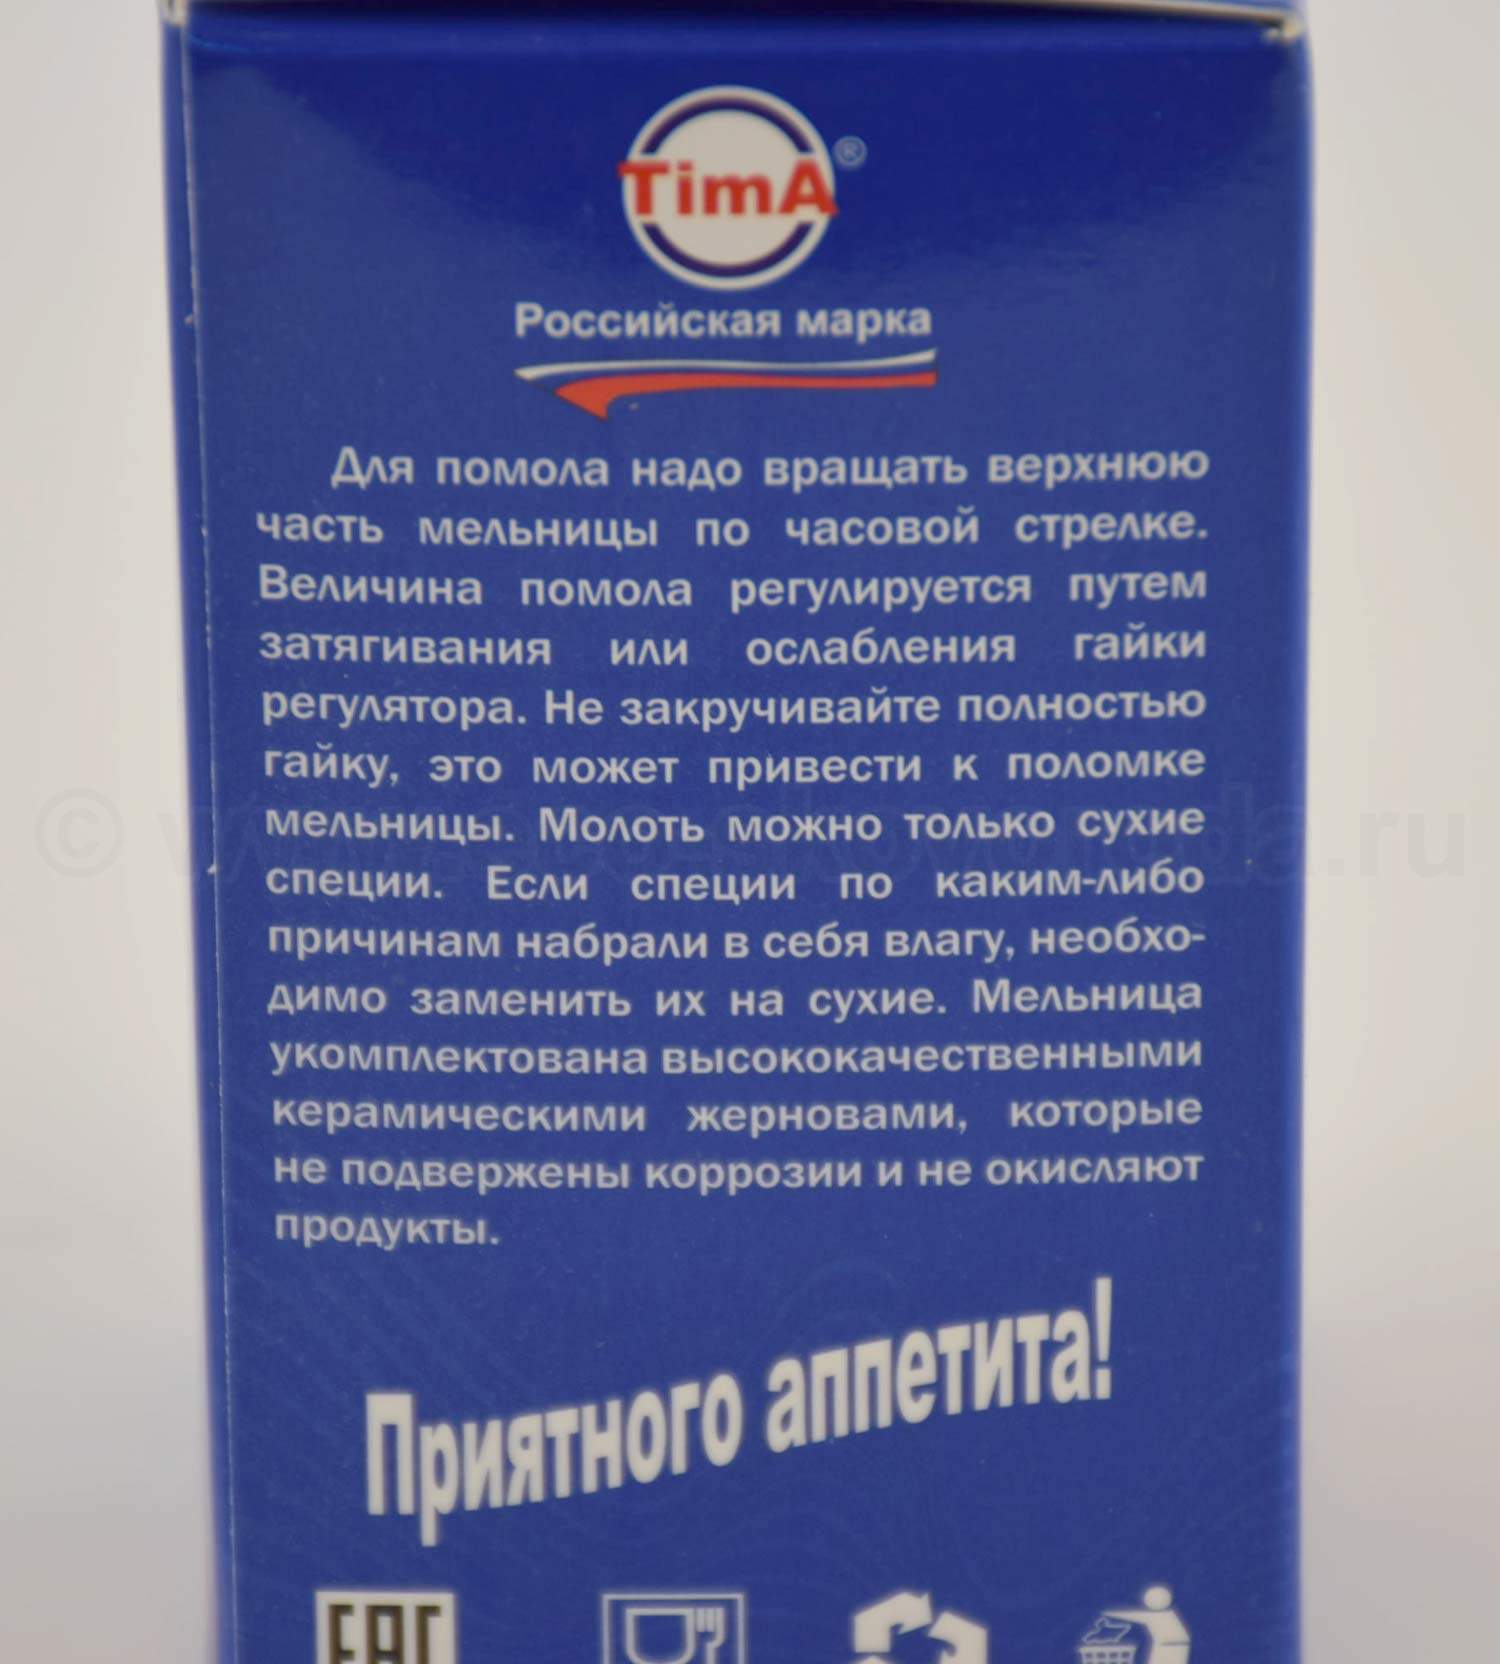 TimA®
Российская марка
Для помола надо вращать верхнюю
часть мельницы по часовой стрелке.
Величина помола регулируется путем
затягивания или ослабления гайки
регулятора. Не закручивайте полностью
гайку, это может привести к поломке
мельницы. Молоть можно только сухие
специи. Если специи по каким-либо
причинам набрали в себя влагу, необхо-
димо заменить их на сухие. Мельница
укомплектована высококачественными
керамическими жерновами, которые
не подвержены коррозии и не окисляют
продукты.
Приятного аппетита!
EAC